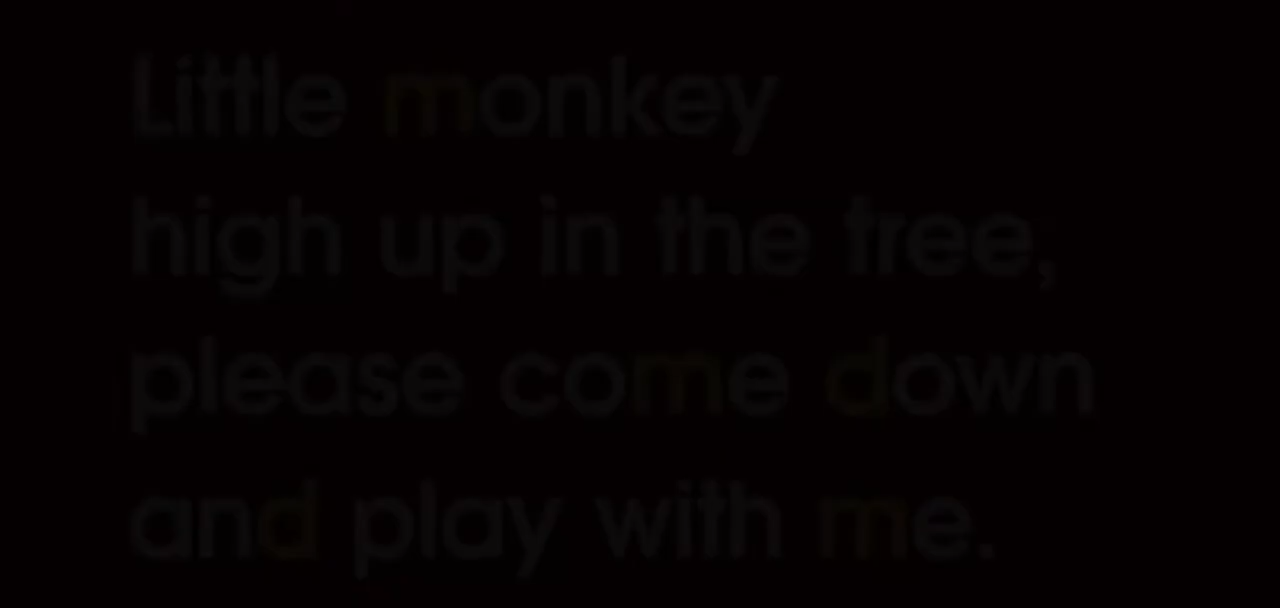 Little monkey
high up in the tree,
please come down
and play with me.